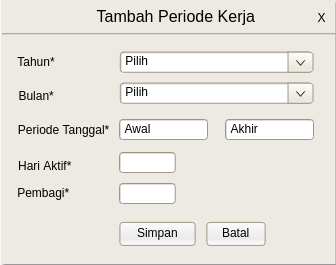 Tambah Periode Kerja X
Tahun* Pilih
Bulan* Pilih
Periode Tanggal* Awal Akhir
Hari Aktif*
Pembagi*
Simpan Batal